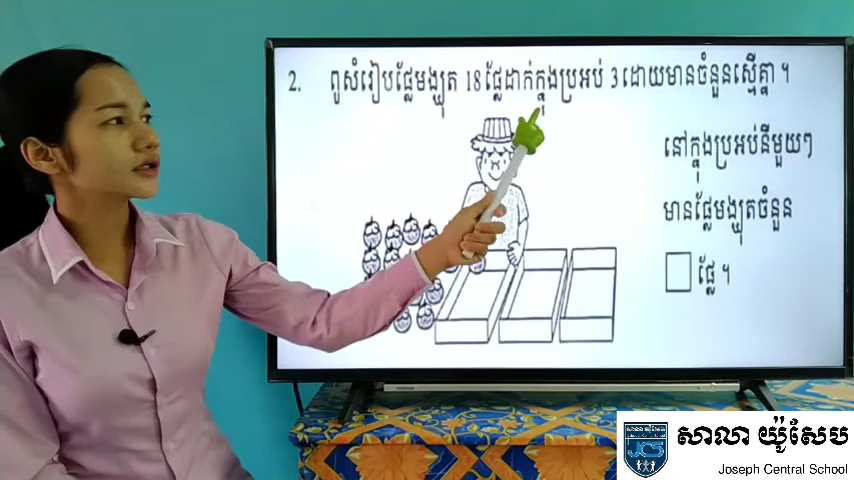 2. ពូសំរៀបផ្លែមង្ឃុត 18 ផ្លែដាក់ក្នុងប្រអប់ 3 ដោយមានចំនួនស្មើគ្នា ។
នៅក្នុងប្រអប់នីមួយៗ
មានផ្លែមង្ឃុតចំនួន
ផ្លែ ។
សាលា យ៉ូសែប
Joseph Central School
JCS